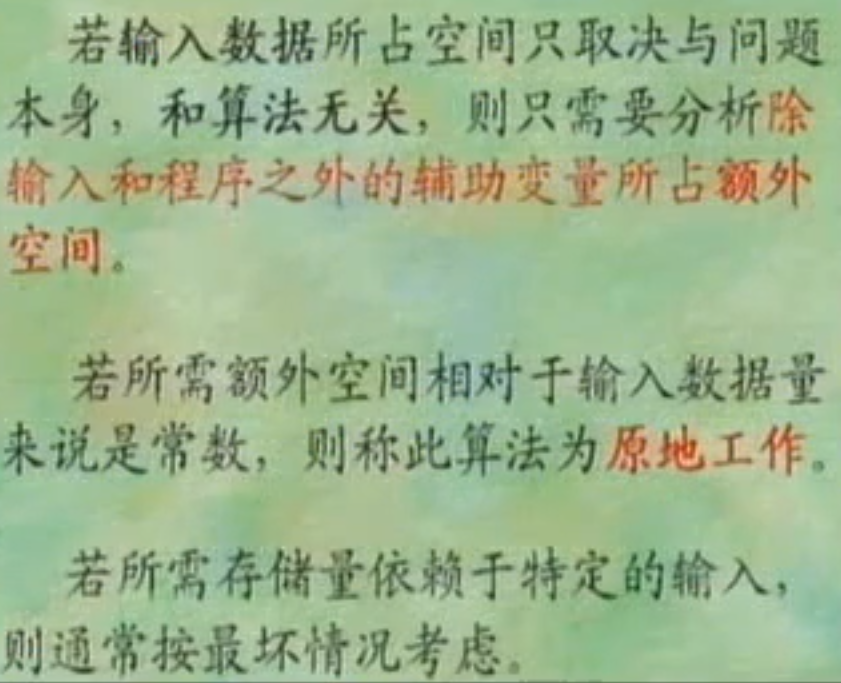 若输入数据所占空间只取决与问题
本身，和算法无关，则只需要分析除
输入和程序之外的辅助变量所占额外
空间。
若所需额外空间相对于输入数据量
来说是常数，则称此算法为原地工作。
若所需存储量依赖于特定的输入，
则通常按最坏情况考虑。